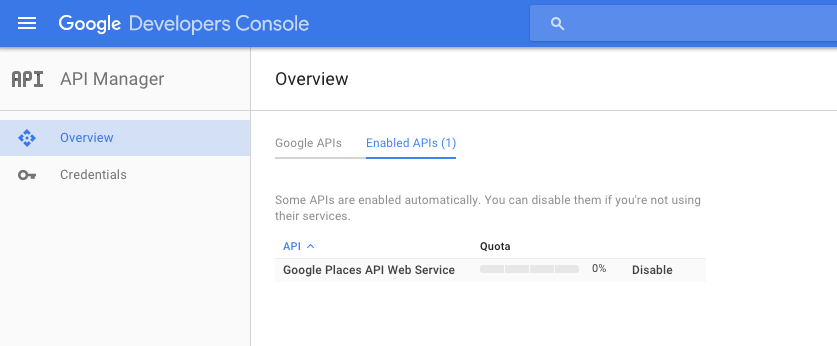 Google Developers Console
API API Manager
Overview
Overview
Credentials
Google APIs
Enabled APIs (1)
Some APIs are enabled automatically. You can disable them if you're not using
their services.
API Quota
Google Places API Web Service 0% Disable